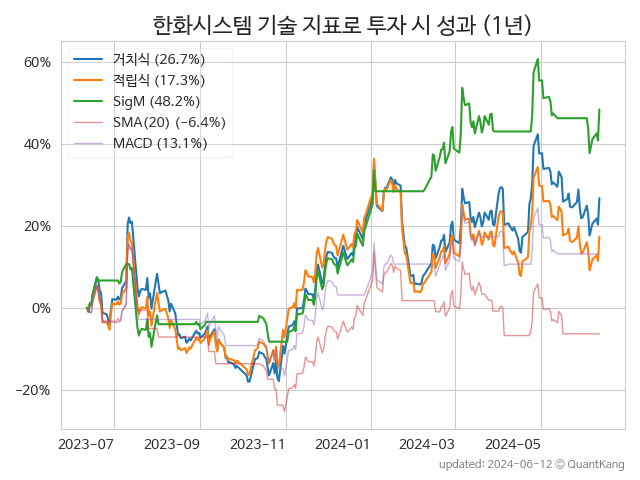 한화시스템 기술 지표로 투자 시 성과 (1년)
거치식 (26.7%)
적립식 (17.3%)
SigM (48.2%)
SMA(20) (−6.4%)
MACD (13.1%)
60%
40%
20%
0%
−20%
2023−07
2023−09
2023−11
2024−01
2024−03
2024−05
updated: 2024−06−12 © QuantKang